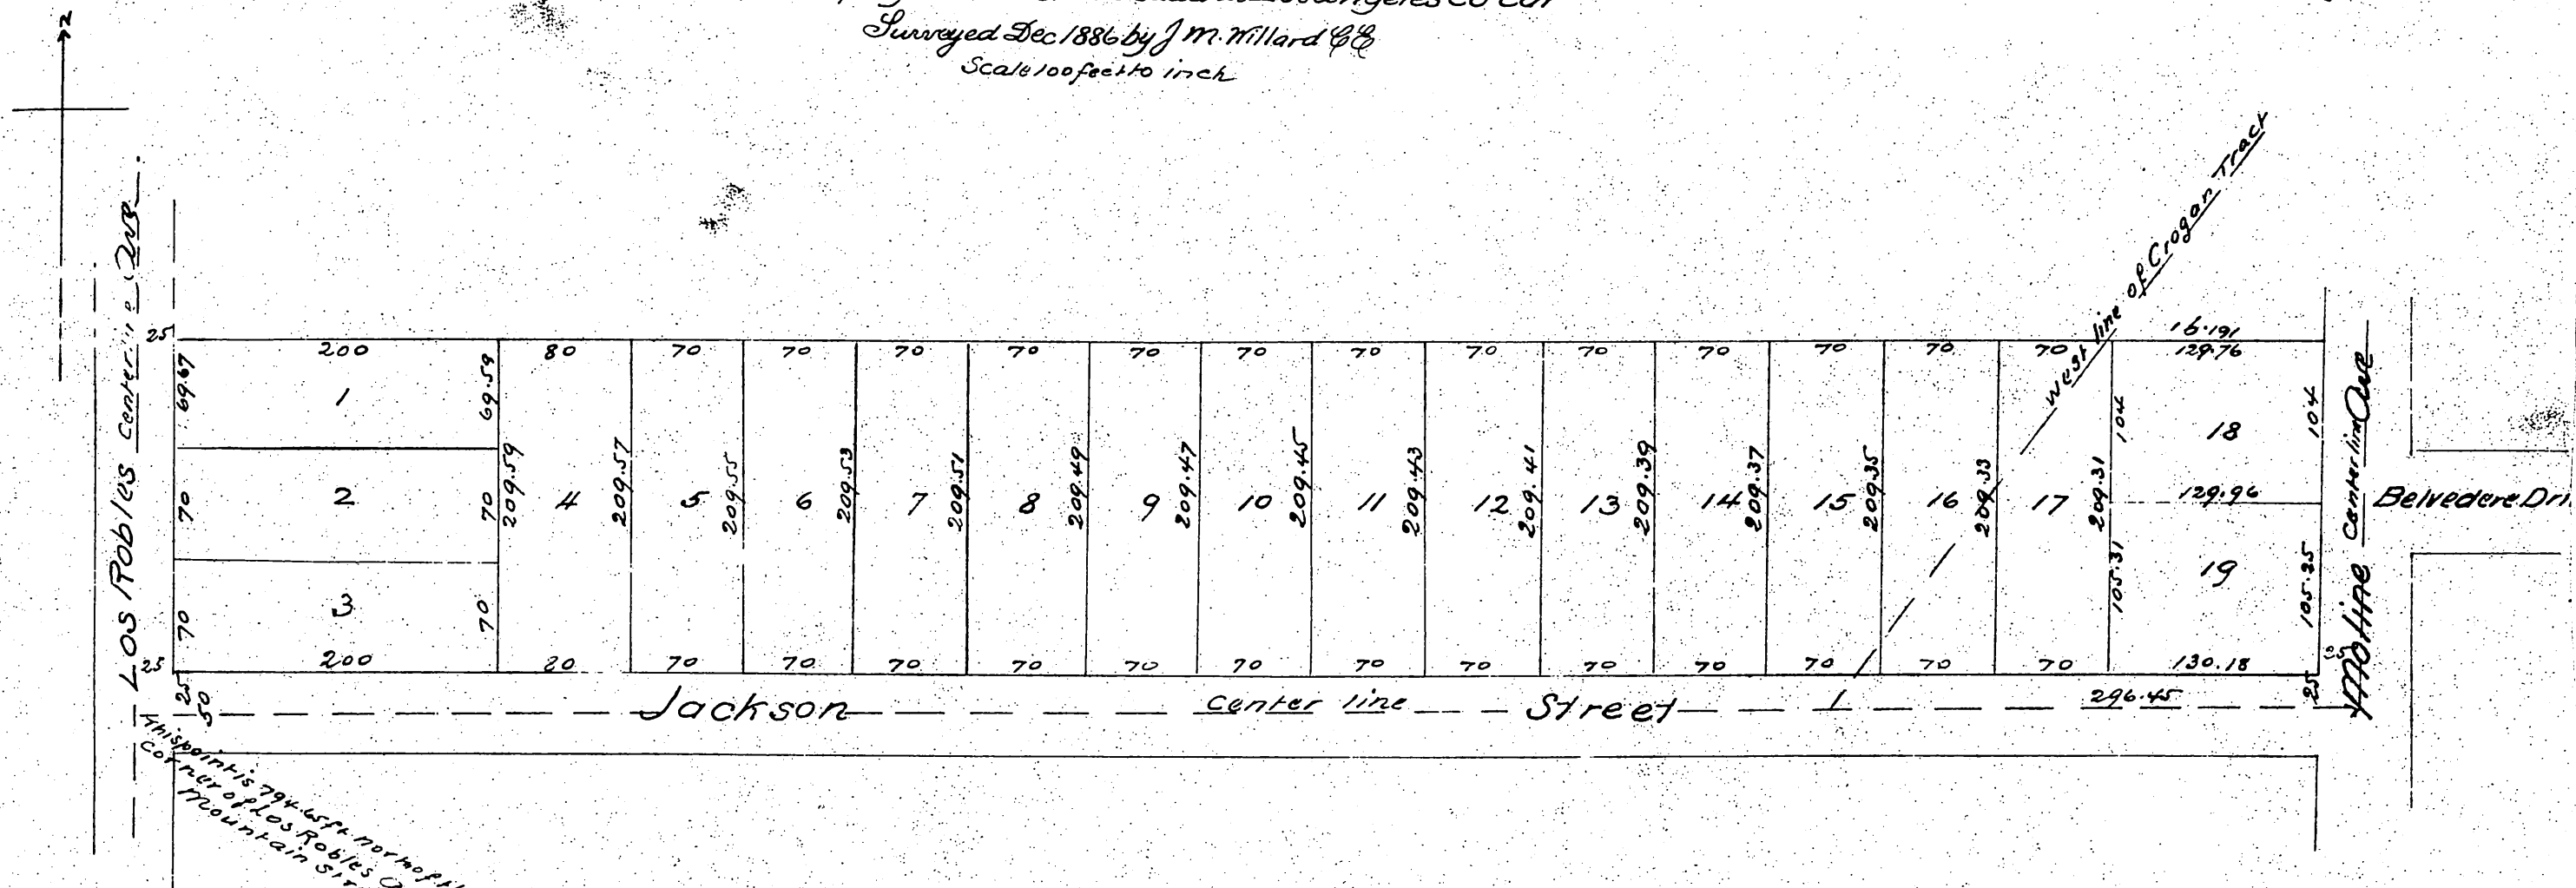 Angeles Co Cal
Surveyed Dec 1886 by J. M. Willard C E
Scale 100 feet to inch
N
Los Robles Center line Ave.
West line of Crogan Tract
25
16.191
200 80 70 70 70 70 70 70 70 70 70 70 70 70 70 129.76
69.67 69.59
1
70 70
2
70 70
3
209.59 4 209.57 5 209.55 6 209.53 7 209.51 8 209.49 9 209.47 10 209.45 11 209.43 12 209.41 13 209.39 14 209.37 15 209.35 16 209.33 17 209.31
104 18 104
129.96
105.31 19 105.25
Moline Center line Ave
Belvedere Dri
25 200 20 70 70 70 70 70 70 70 70 70 70 70 70 70 130.18 25
25 50 Jackson Center line Street 296.45 25
This point is 794.65 ft north of th
Corner of Los Robles
Mountain St